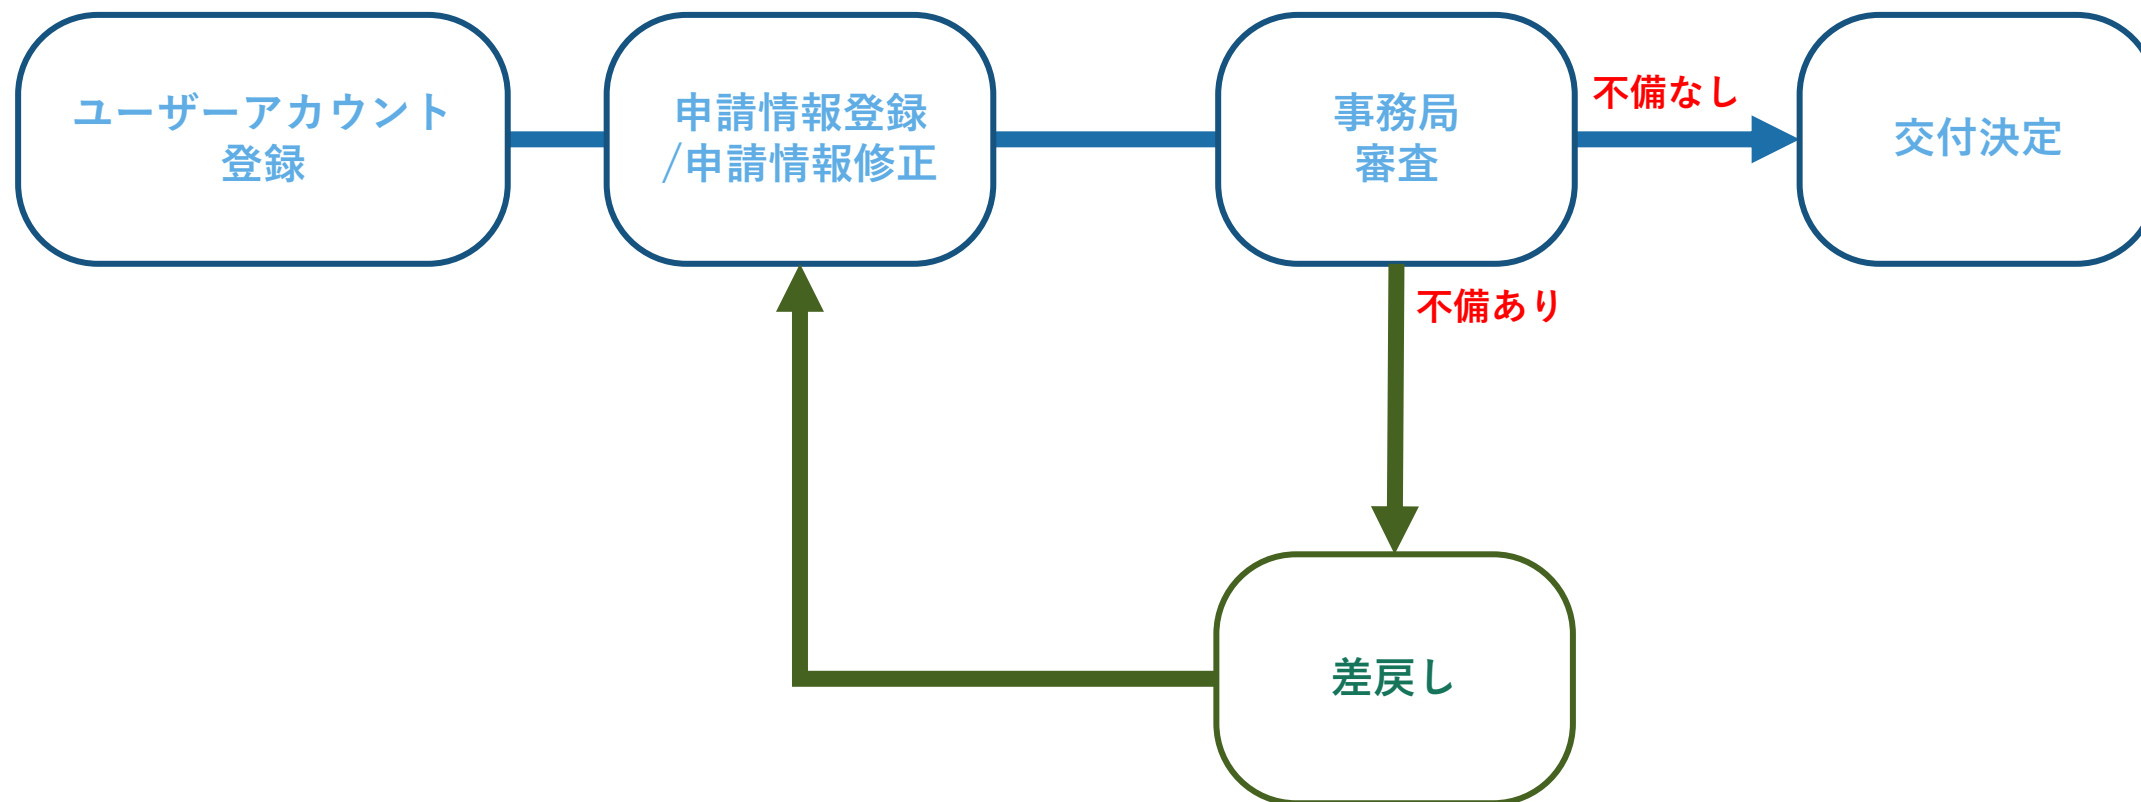 ユーザーアカウント
登録
申請情報登録
/申請情報修正
事務局
審査
不備なし
交付決定
不備あり
差戻し